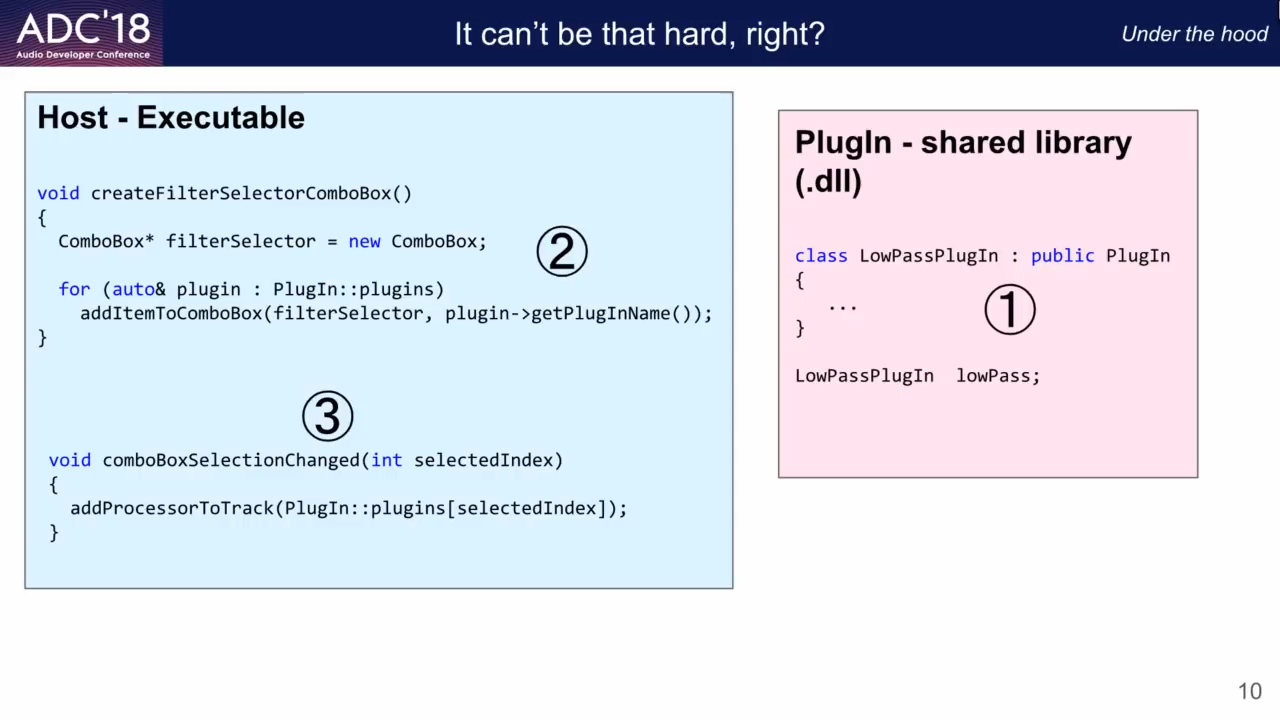 ADC'18
Audio Developer Conference
It can't be that hard, right?
Under the hood
Host - Executable
void createFilterSelectorComboBox()
{
  ComboBox* filterSelector = new ComboBox;
②
  for (auto& plugin : PlugIn::plugins)
    addItemToComboBox(filterSelector, plugin->getPlugInName());
}
③
void comboBoxSelectionChanged(int selectedIndex)
{
  addProcessorToTrack(PlugIn::plugins[selectedIndex]);
}
PlugIn - shared library
(.dll)
class LowPassPlugIn : public PlugIn
{
   ...
①
}
LowPassPlugIn  lowPass;
10